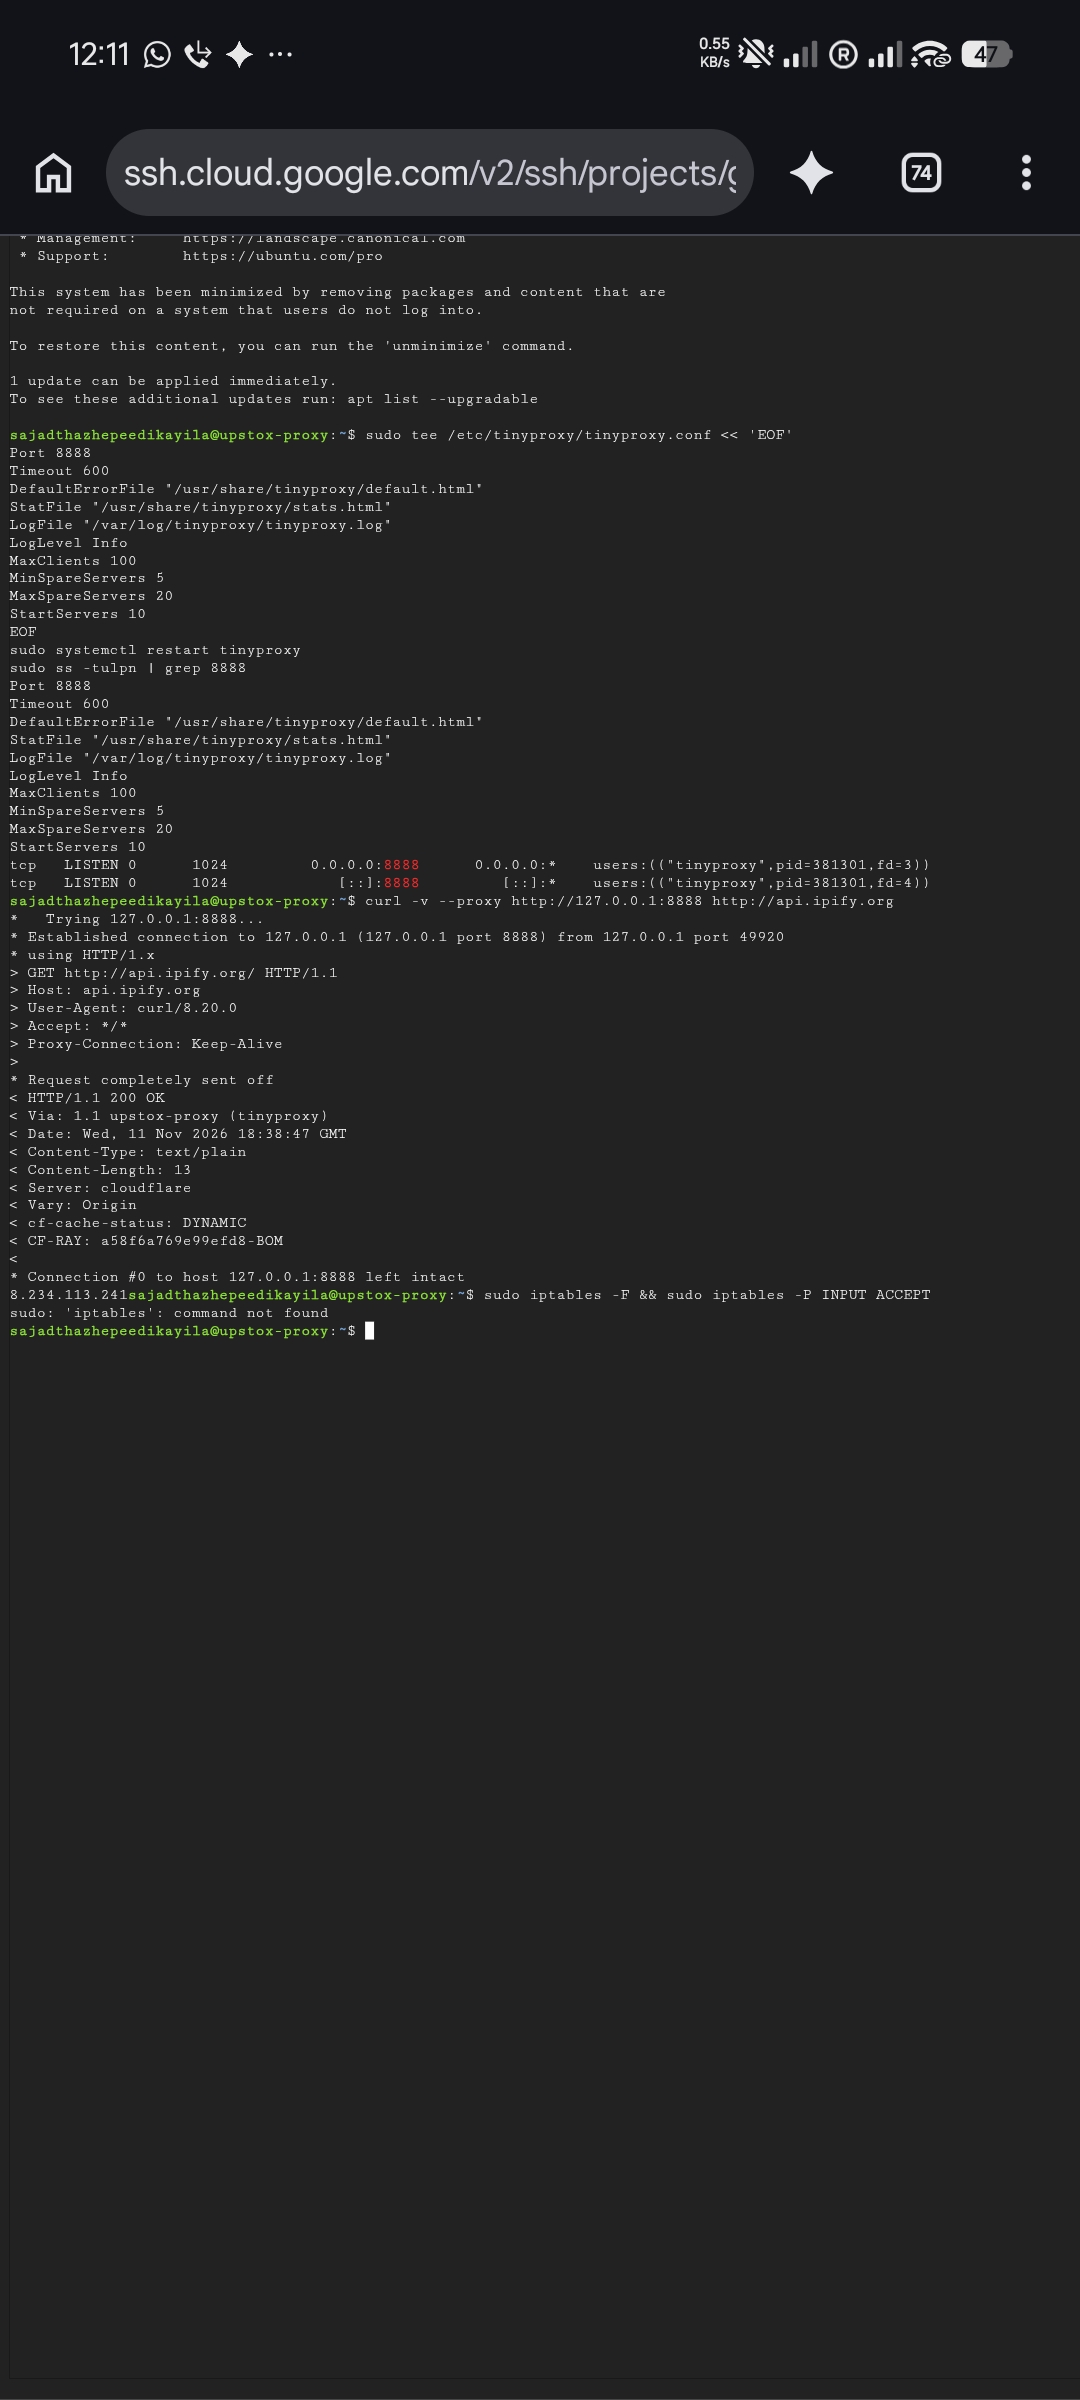 12:11
0.55
KB/s
R
47
ssh.cloud.google.com/v2/ssh/projects/
74
* Management:     https://landscape.canonical.com
* Support:        https://ubuntu.com/pro
This system has been minimized by removing packages and content that are
not required on a system that users do not log into.
To restore this content, you can run the 'unminimize' command.
1 update can be applied immediately.
To see these additional updates run: apt list --upgradable
sajadthazhepeedikayila@upstox-proxy:~$ sudo tee /etc/tinyproxy/tinyproxy.conf << 'EOF'
Port 8888
Timeout 600
DefaultErrorFile "/usr/share/tinyproxy/default.html"
StatFile "/usr/share/tinyproxy/stats.html"
LogFile "/var/log/tinyproxy/tinyproxy.log"
LogLevel Info
MaxClients 100
MinSpareServers 5
MaxSpareServers 20
StartServers 10
EOF
sudo systemctl restart tinyproxy
sudo ss -tulpn | grep 8888
Port 8888
Timeout 600
DefaultErrorFile "/usr/share/tinyproxy/default.html"
StatFile "/usr/share/tinyproxy/stats.html"
LogFile "/var/log/tinyproxy/tinyproxy.log"
LogLevel Info
MaxClients 100
MinSpareServers 5
MaxSpareServers 20
StartServers 10
tcp   LISTEN 0      1024         0.0.0.0:8888      0.0.0.0:*    users:(("tinyproxy",pid=381301,fd=3))
tcp   LISTEN 0      1024            [::]:8888         [::]:*    users:(("tinyproxy",pid=381301,fd=4))
sajadthazhepeedikayila@upstox-proxy:~$ curl -v --proxy http://127.0.0.1:8888 http://api.ipify.org
*   Trying 127.0.0.1:8888...
* Established connection to 127.0.0.1 (127.0.0.1 port 8888) from 127.0.0.1 port 49920
* using HTTP/1.x
> GET http://api.ipify.org/ HTTP/1.1
> Host: api.ipify.org
> User-Agent: curl/8.20.0
> Accept: */*
> Proxy-Connection: Keep-Alive
>
* Request completely sent off
< HTTP/1.1 200 OK
< Via: 1.1 upstox-proxy (tinyproxy)
< Date: Wed, 11 Nov 2026 18:38:47 GMT
< Content-Type: text/plain
< Content-Length: 13
< Server: cloudflare
< Vary: Origin
< cf-cache-status: DYNAMIC
< CF-RAY: a58f6a769e99efd8-BOM
<
* Connection #0 to host 127.0.0.1:8888 left intact
8.234.113.241sajadthazhepeedikayila@upstox-proxy:~$ sudo iptables -F && sudo iptables -P INPUT ACCEPT
sudo: 'iptables': command not found
sajadthazhepeedikayila@upstox-proxy:~$